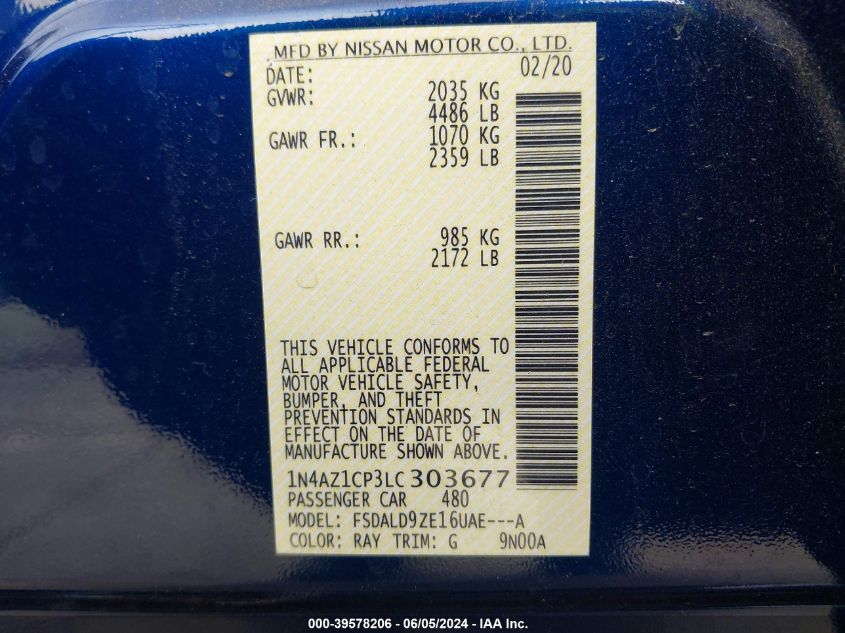 MFD BY NISSAN MOTOR CO., LTD.
DATE: 02/20
GVWR: 2035 KG
4486 LB
GAWR FR.: 1070 KG
2359 LB
GAWR RR.: 985 KG
2172 LB
THIS VEHICLE CONFORMS TO
ALL APPLICABLE FEDERAL
MOTOR VEHICLE SAFETY,
BUMPER, AND THEFT
PREVENTION STANDARDS IN
EFFECT ON THE DATE OF
MANUFACTURE SHOWN ABOVE.
1N4AZ1CP3LC303677
PASSENGER CAR 480
MODEL: FSDALD9ZE16UAE---A
COLOR: RAY TRIM: G 9N00A
000-39578206 - 06/05/2024 - IAA Inc.